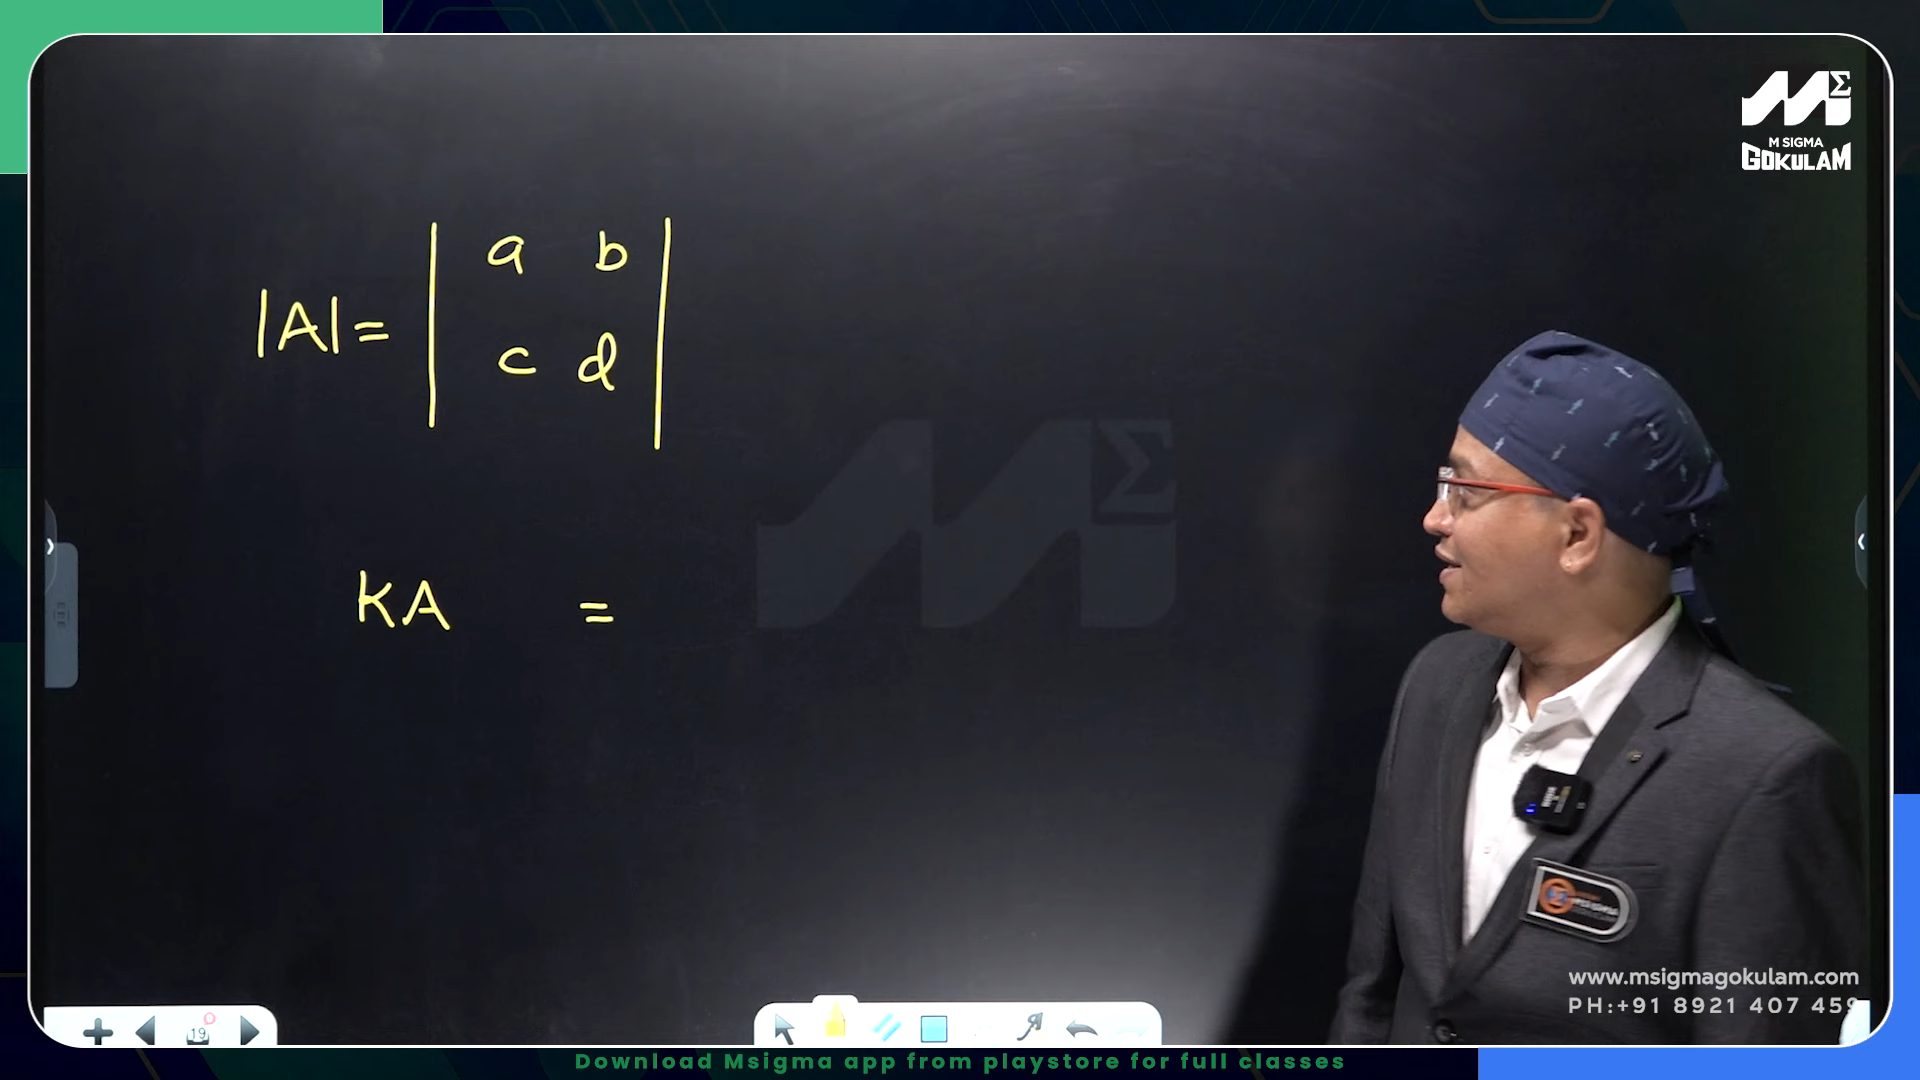 M Σ
M SIGMA
GOKULAM
a b
|A|=
c d
KA =
www.msigmagokulam.com
PH:+91 8921 407 459
19
Download Msigma app from playstore for full classes